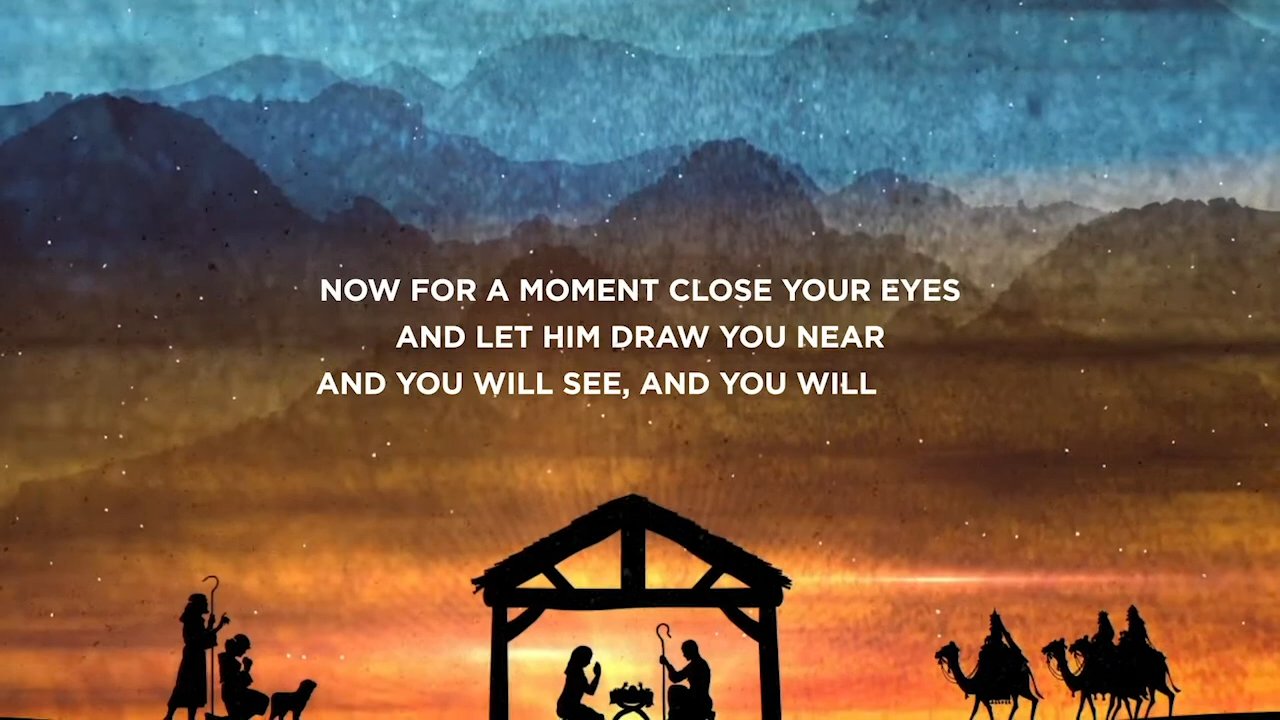 NOW FOR A MOMENT CLOSE YOUR EYES
AND LET HIM DRAW YOU NEAR
AND YOU WILL SEE, AND YOU WILL